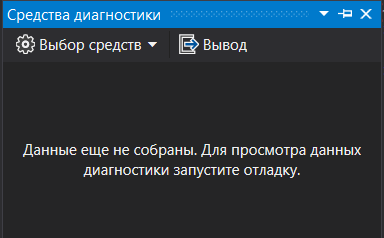 Средства диагностики
Выбор средств
Вывод
Данные еще не собраны. Для просмотра данных
диагностики запустите отладку.